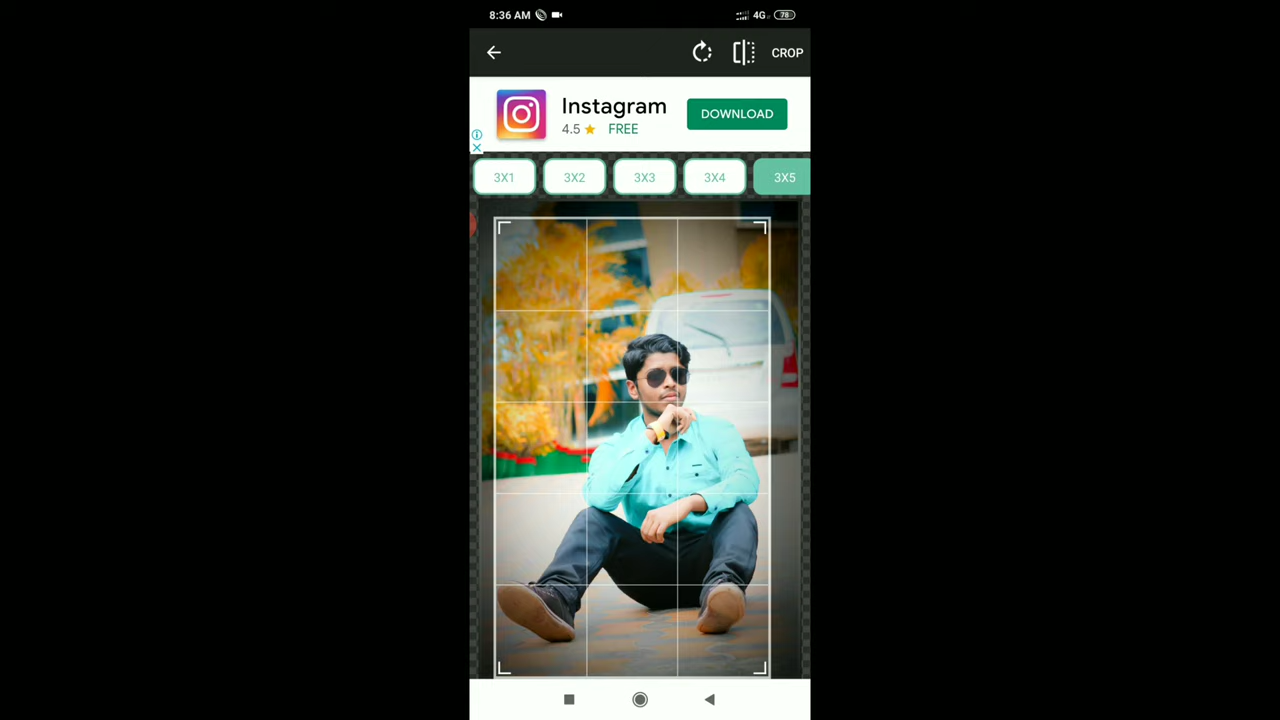 8:36 AM 4G 78
CROP
Instagram
4.5 FREE
DOWNLOAD
3X1 3X2 3X3 3X4 3X5